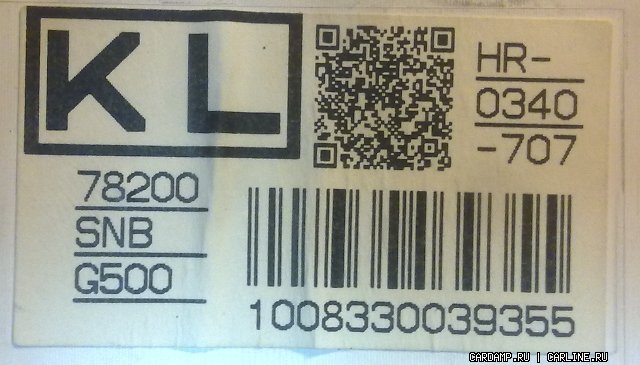 KL
HR-
0340
-707
78200
SNB
G500
1008330039355
CARDAMP.RU | CARLINE.RU